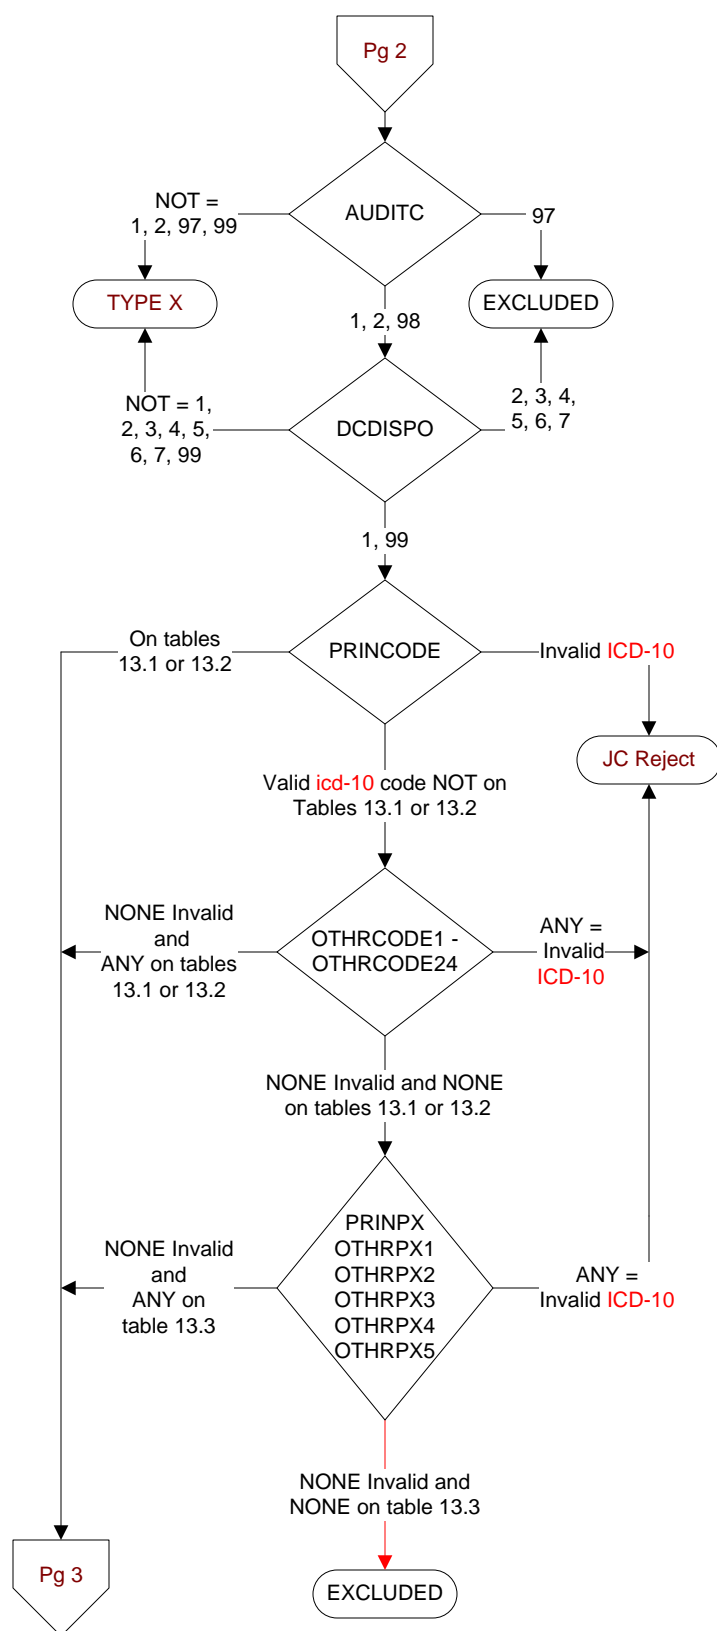 Pg 2
AUDITC
NOT =
1, 2, 97, 99
97
TYPE X
EXCLUDED
1, 2, 98
DCDISPO
NOT = 1,
2, 3, 4, 5,
6, 7, 99
2, 3, 4,
5, 6, 7
1, 99
PRINCODE
On tables
13.1 or 13.2
Invalid ICD-10
JC Reject
Valid icd-10 code NOT on
Tables 13.1 or 13.2
OTHRCODE1 -
OTHRCODE24
NONE Invalid
and
ANY on tables
13.1 or 13.2
ANY =
Invalid
ICD-10
NONE Invalid and NONE
on tables 13.1 or 13.2
PRINPX
OTHRPX1
OTHRPX2
OTHRPX3
OTHRPX4
OTHRPX5
NONE Invalid
and
ANY on
table 13.3
ANY =
Invalid ICD-10
NONE Invalid and
NONE on table 13.3
Pg 3
EXCLUDED